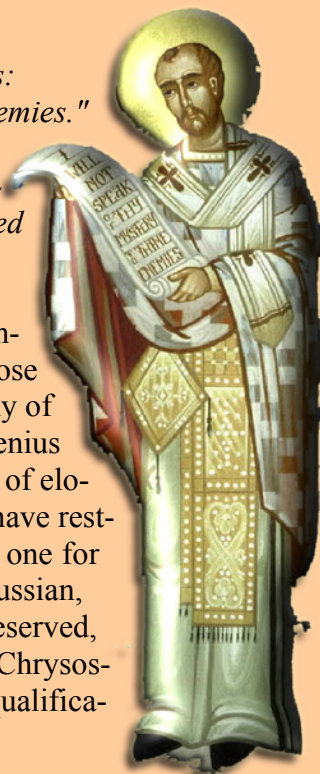 s:
emies."
ed
n-
ose
y of
enius
of elo-
have rest-
one for
ussian,
eserved,
Chrysos-
ualifica-
I
WILL
NOT
SPEAK
OF THY
MYSTERY
THINE
ENEMIES